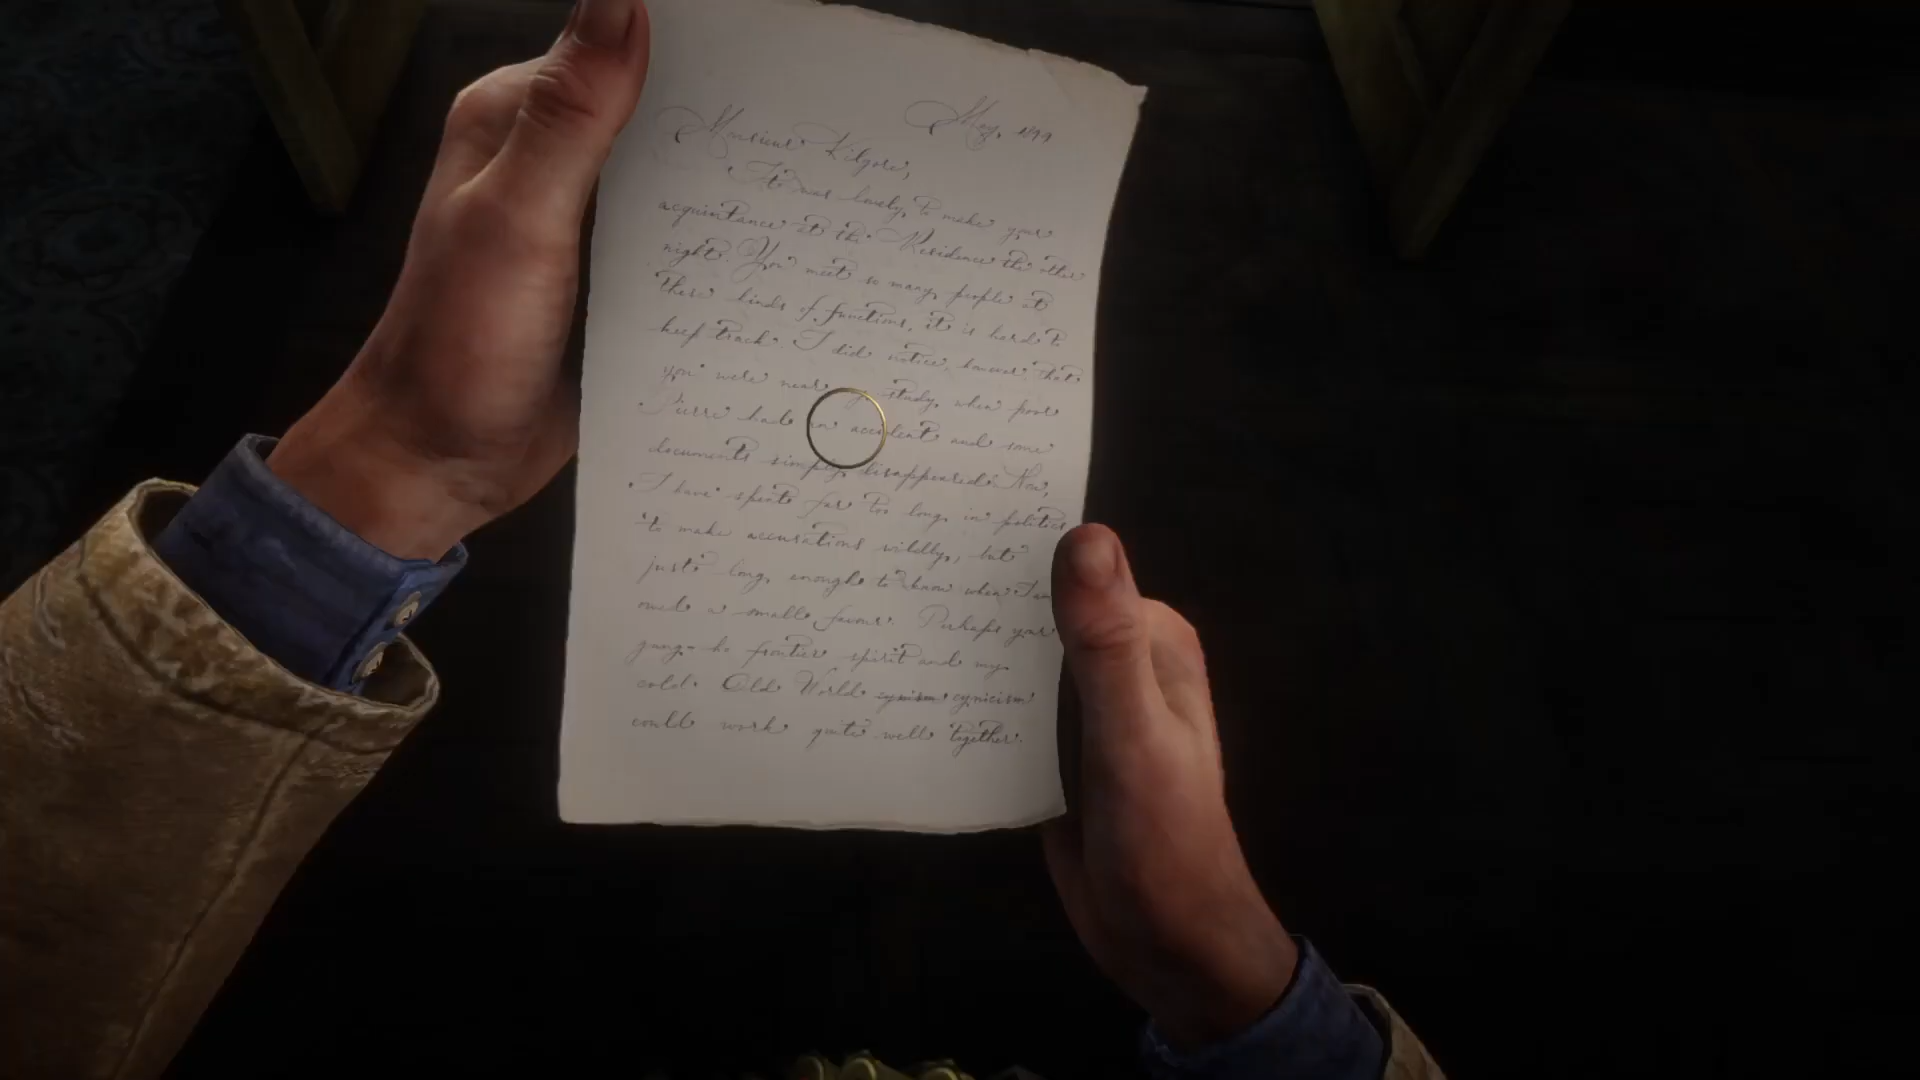 May, 1899
Monsieur Kilgore,
It was lovely to make your
acquintance at the Residence the other
night. You meet so many people at
these kinds of functions, it is hard to
keep track. I did notice, however, that
you were near my study, when poor
Pierre had an accident and some
documents simply disappeared. Now,
I have spent far too long in politics
to make accusations wildly, but
just long enough to know when I am
owed a small favour. Perhaps your
gung-ho frontier spirit and my
cold Old World cynism cynicism
could work quite well together.